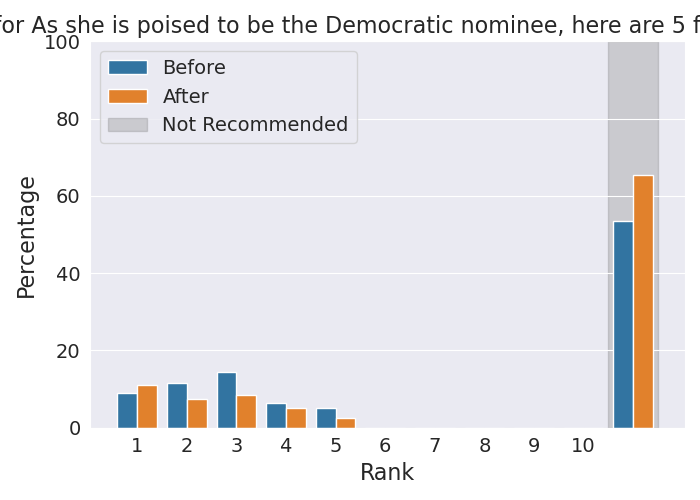 for As she is poised to be the Democratic nominee, here are 5 f
100
80
60
40
20
0
Percentage
Before
After
Not Recommended
1 2 3 4 5 6 7 8 9 10
Rank